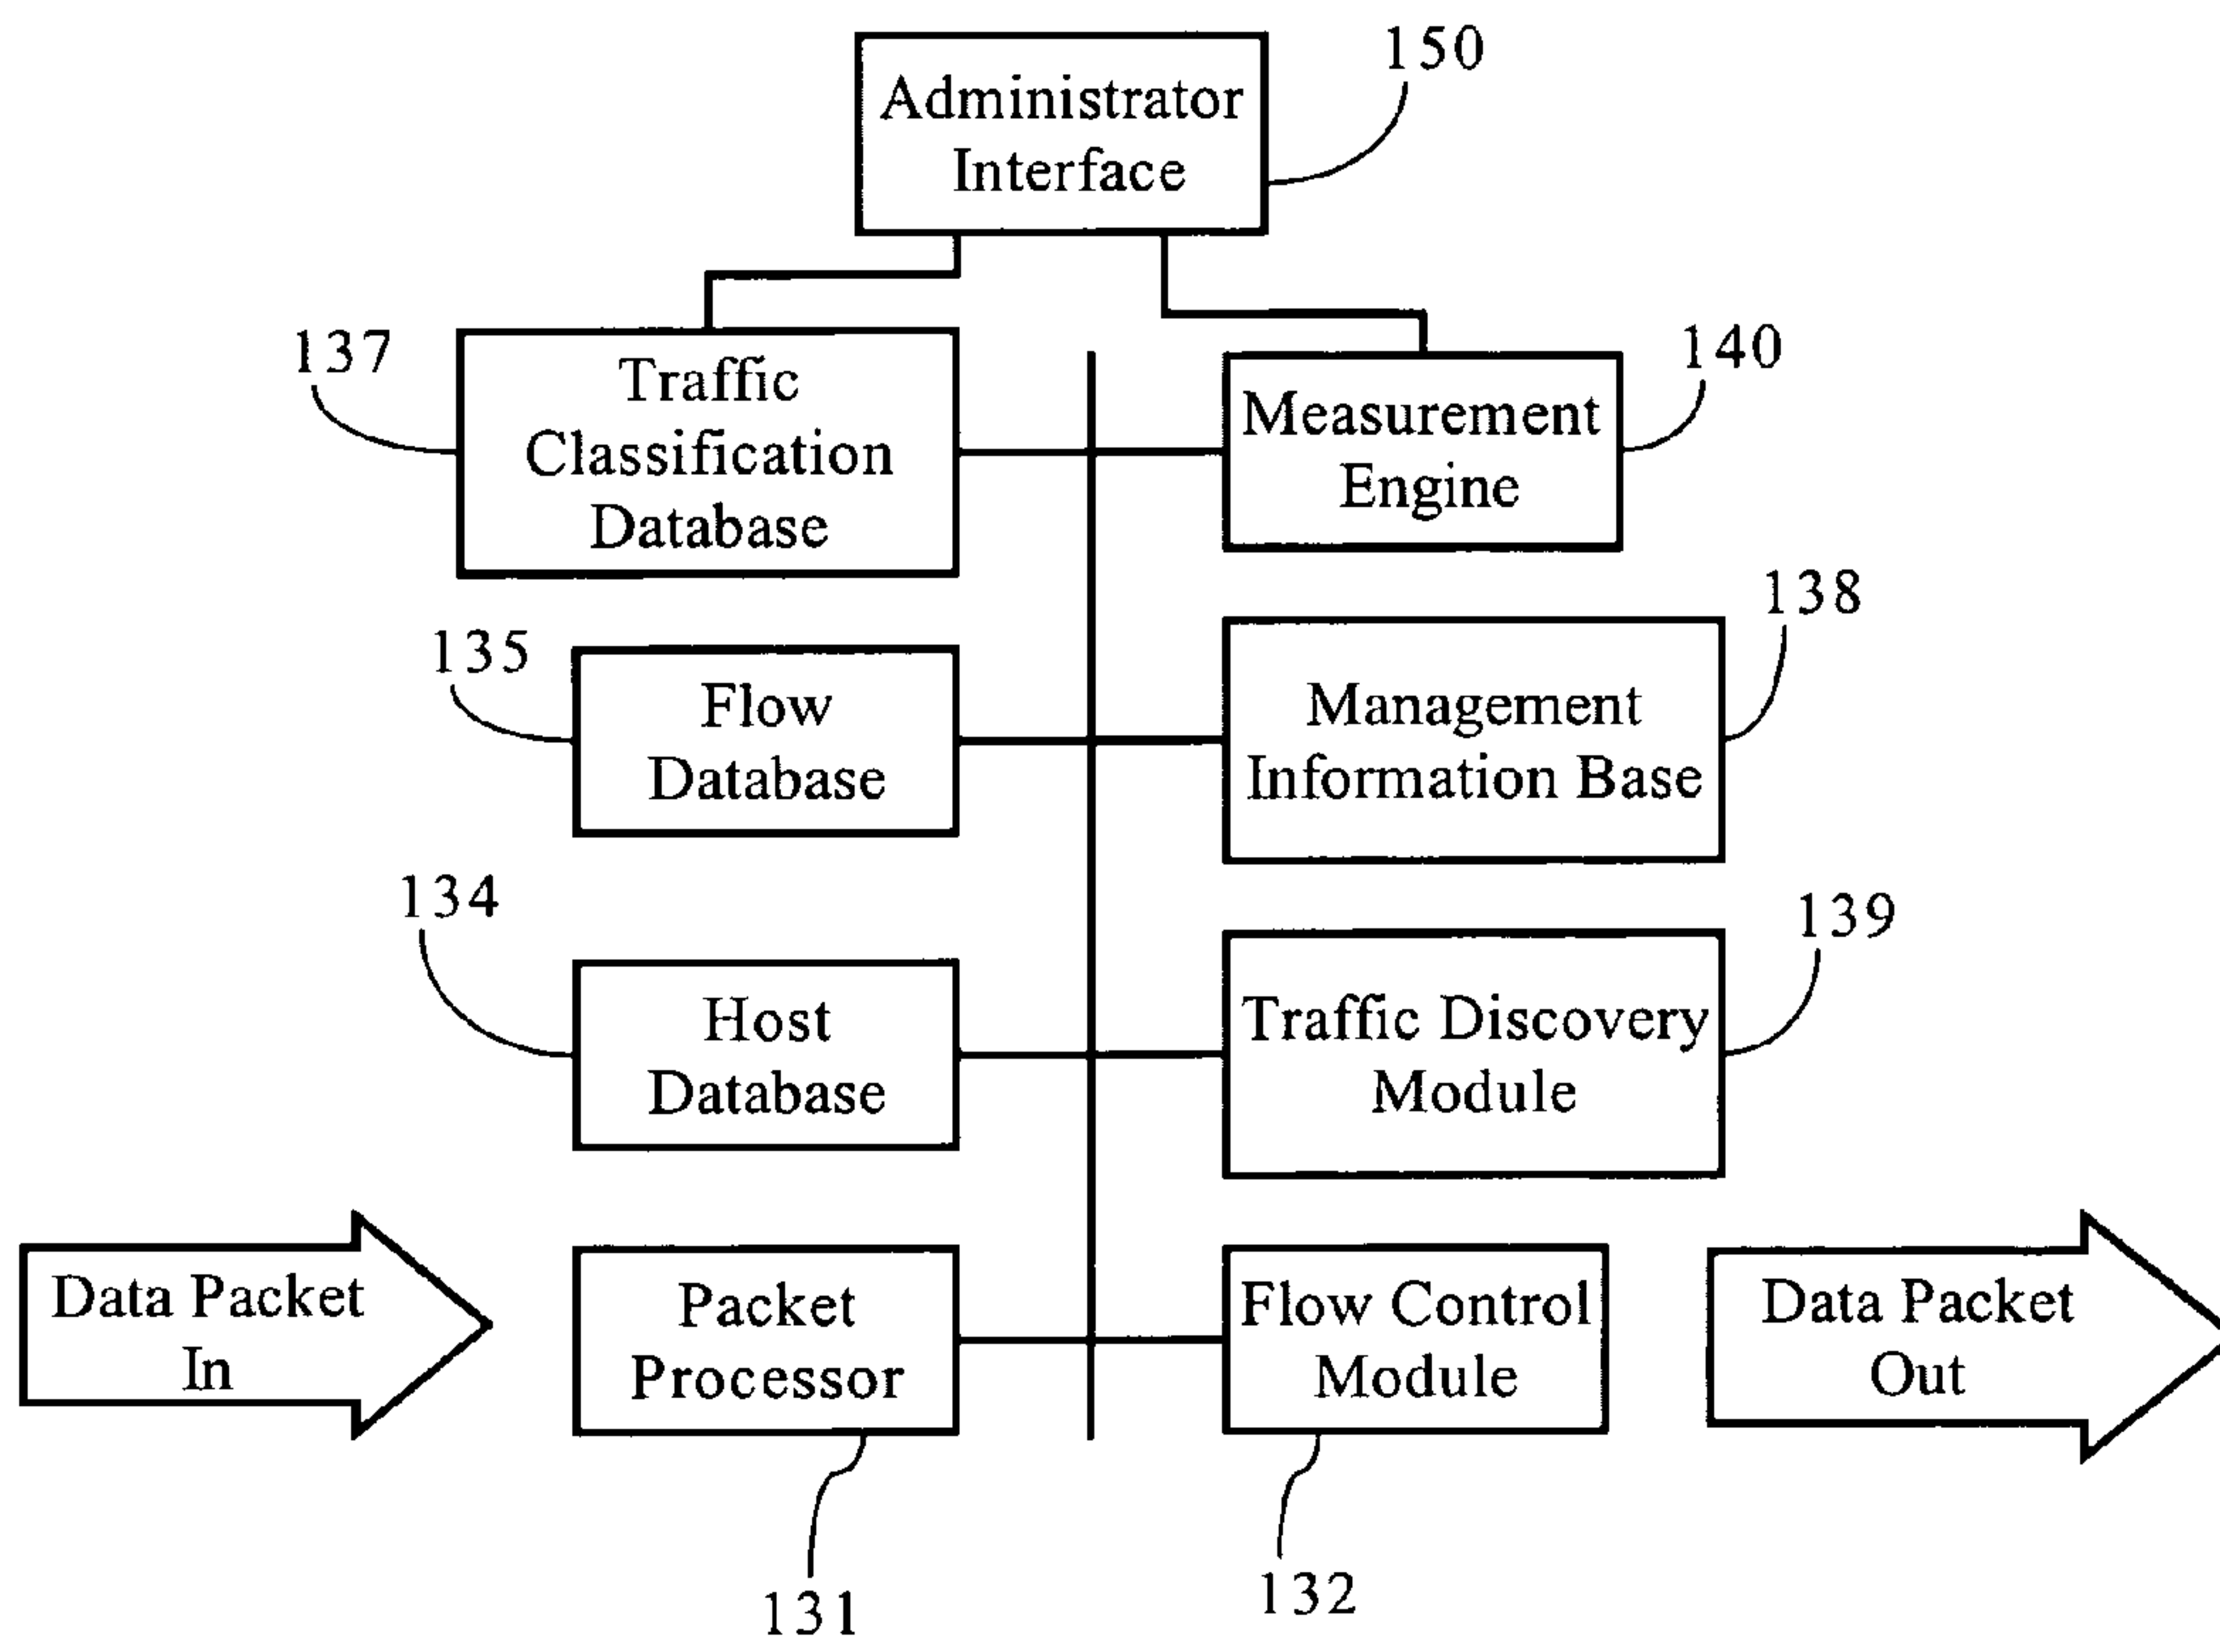 150
Administrator
Interface
137
Traffic
Classification
Database
140
Measurement
Engine
135
Flow
Database
138
Management
Information Base
134
Host
Database
139
Traffic Discovery
Module
Data Packet
In
Packet
Processor
Flow Control
Module
Data Packet
Out
131
132